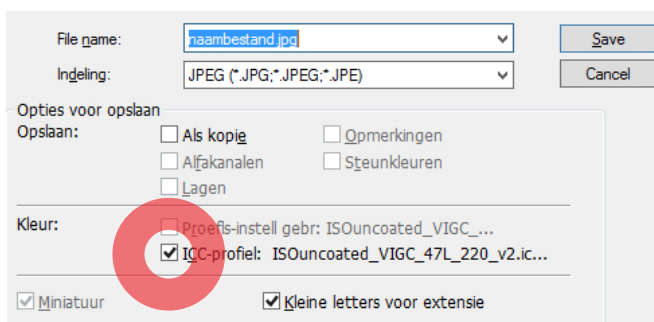 File name: naambestand.jpg Save
Indeling: JPEG (*.JPG;*.JPEG;*.JPE) Cancel
Opties voor opslaan
Opslaan: Als kopie Opmerkingen
Alfakanalen Steunkleuren
Lagen
Kleur: Proefls-instell gebr: ISOuncoated_VIGC_...
ICC-profiel: ISOuncoated_VIGC_47L_220_v2.ic...
Miniatuur Kleine letters voor extensie